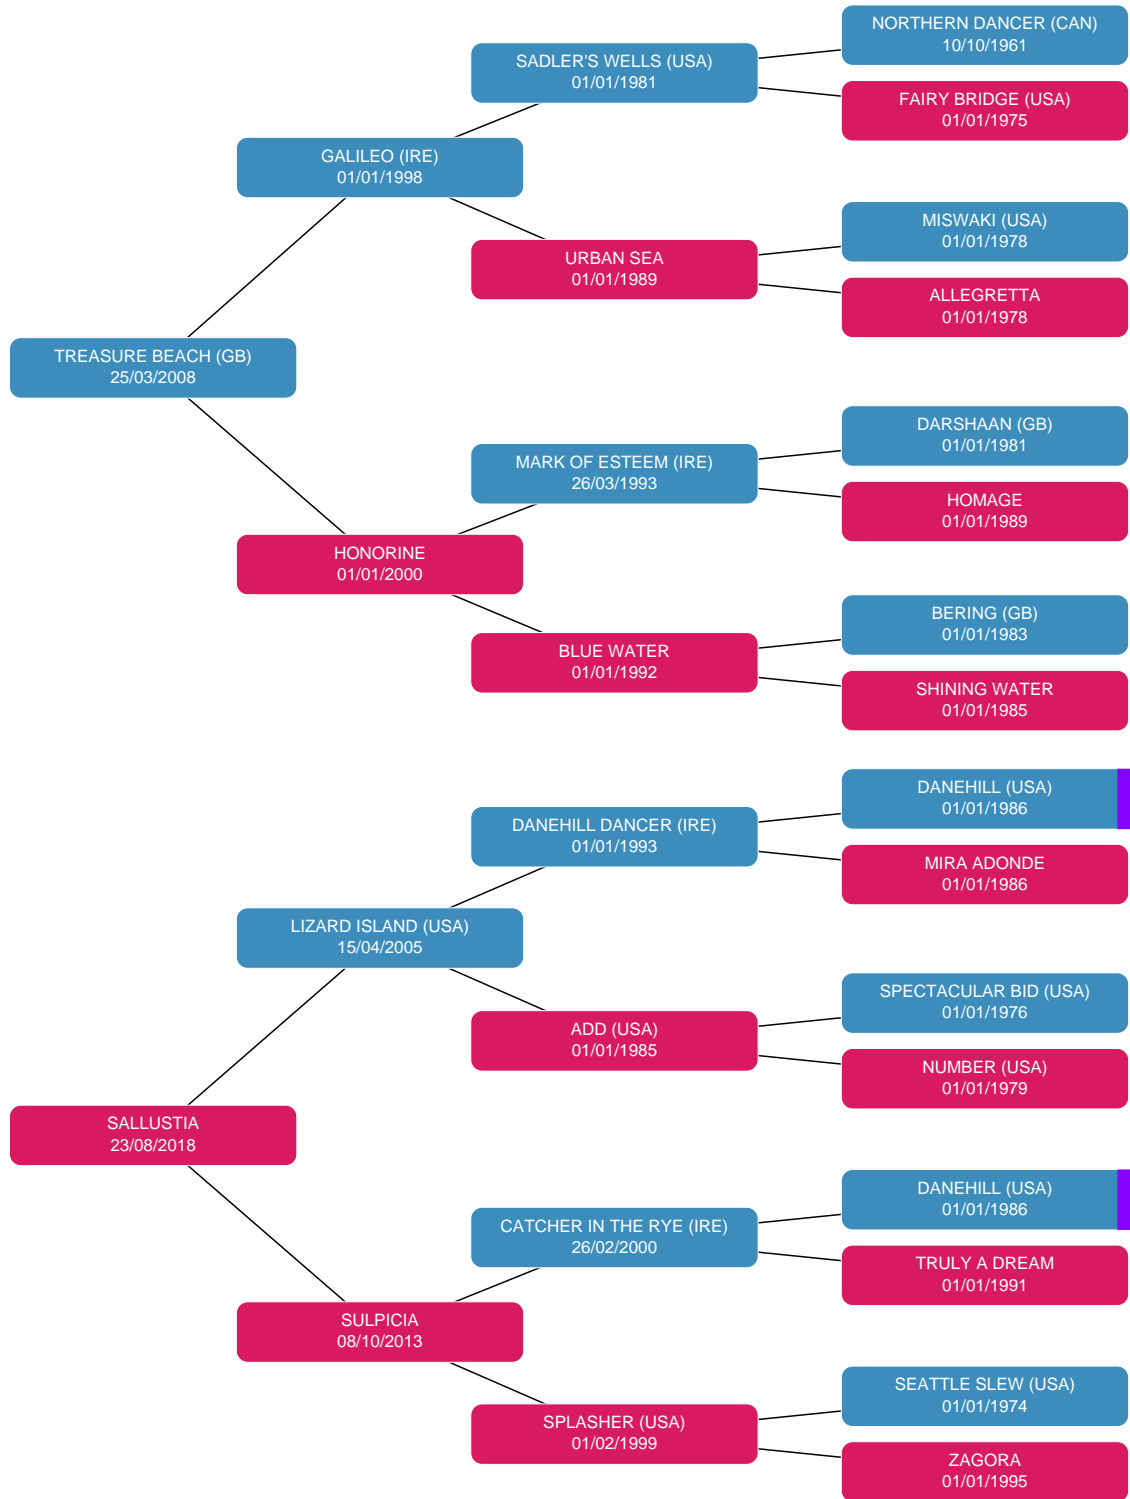 NORTHERN DANCER (CAN)
10/10/1961
SADLER'S WELLS (USA)
01/01/1981
FAIRY BRIDGE (USA)
01/01/1975
GALILEO (IRE)
01/01/1998
MISWAKI (USA)
01/01/1978
URBAN SEA
01/01/1989
ALLEGRETTA
01/01/1978
TREASURE BEACH (GB)
25/03/2008
DARSHAAN (GB)
01/01/1981
MARK OF ESTEEM (IRE)
26/03/1993
HOMAGE
01/01/1989
HONORINE
01/01/2000
BERING (GB)
01/01/1983
BLUE WATER
01/01/1992
SHINING WATER
01/01/1985
DANEHILL (USA)
01/01/1986
DANEHILL DANCER (IRE)
01/01/1993
MIRA ADONDE
01/01/1986
LIZARD ISLAND (USA)
15/04/2005
SPECTACULAR BID (USA)
01/01/1976
ADD (USA)
01/01/1985
NUMBER (USA)
01/01/1979
SALLUSTIA
23/08/2018
DANEHILL (USA)
01/01/1986
CATCHER IN THE RYE (IRE)
26/02/2000
TRULY A DREAM
01/01/1991
SULPICIA
08/10/2013
SEATTLE SLEW (USA)
01/01/1974
SPLASHER (USA)
01/02/1999
ZAGORA
01/01/1995